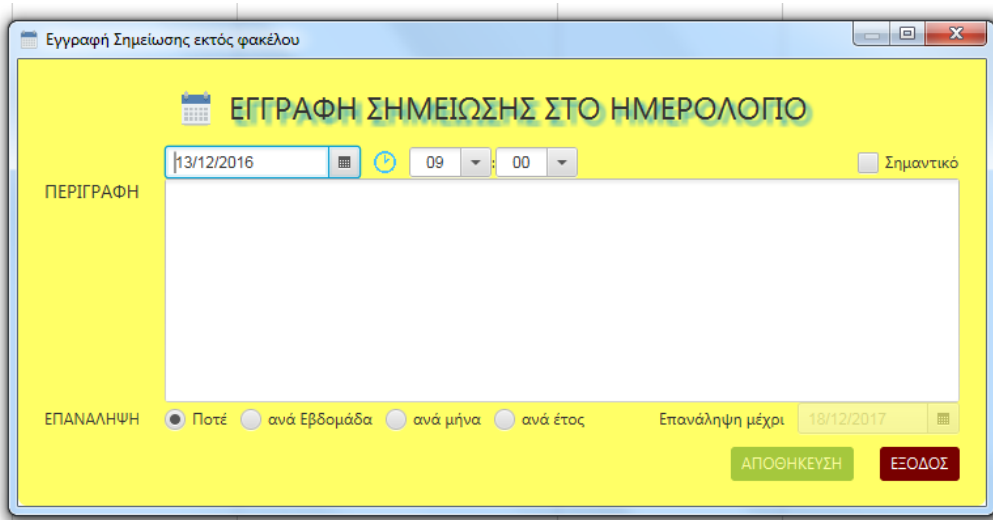 Εγγραφή Σημείωσης εκτός φακέλου
ΕΓΓΡΑΦΗ ΣΗΜΕΙΩΣΗΣ ΣΤΟ ΗΜΕΡΟΛΟΓΙΟ
13/12/2016 09 : 00 Σημαντικό
ΠΕΡΙΓΡΑΦΗ
ΕΠΑΝΑΛΗΨΗ Ποτέ ανά Εβδομάδα ανά μήνα ανά έτος Επανάληψη μέχρι 18/12/2017
ΑΠΟΘΗΚΕΥΣΗ ΕΞΟΔΟΣ